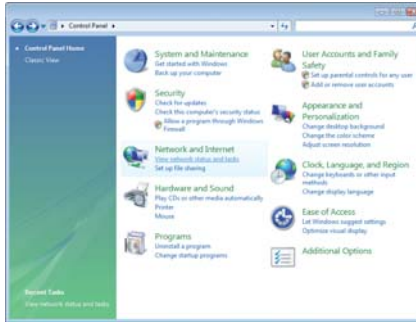 Control Panel
Control Panel Home
Classic View
System and Maintenance
Get started with Windows
Back up your computer
Security
Check for updates
Check this computer's security status
Allow a program through Windows
Firewall
Network and Internet
View network status and tasks
Set up file sharing
Hardware and Sound
Play CDs or other media automatically
Printer
Mouse
Programs
Uninstall a program
Change startup programs
User Accounts and Family
Safety
Set up parental controls for any user
Add or remove user accounts
Appearance and
Personalization
Change desktop background
Change the color scheme
Adjust screen resolution
Clock, Language, and Region
Change keyboards or other input
methods
Change display language
Ease of Access
Let Windows suggest settings
Optimize visual display
Additional Options
Recent Tasks
View network status and tasks